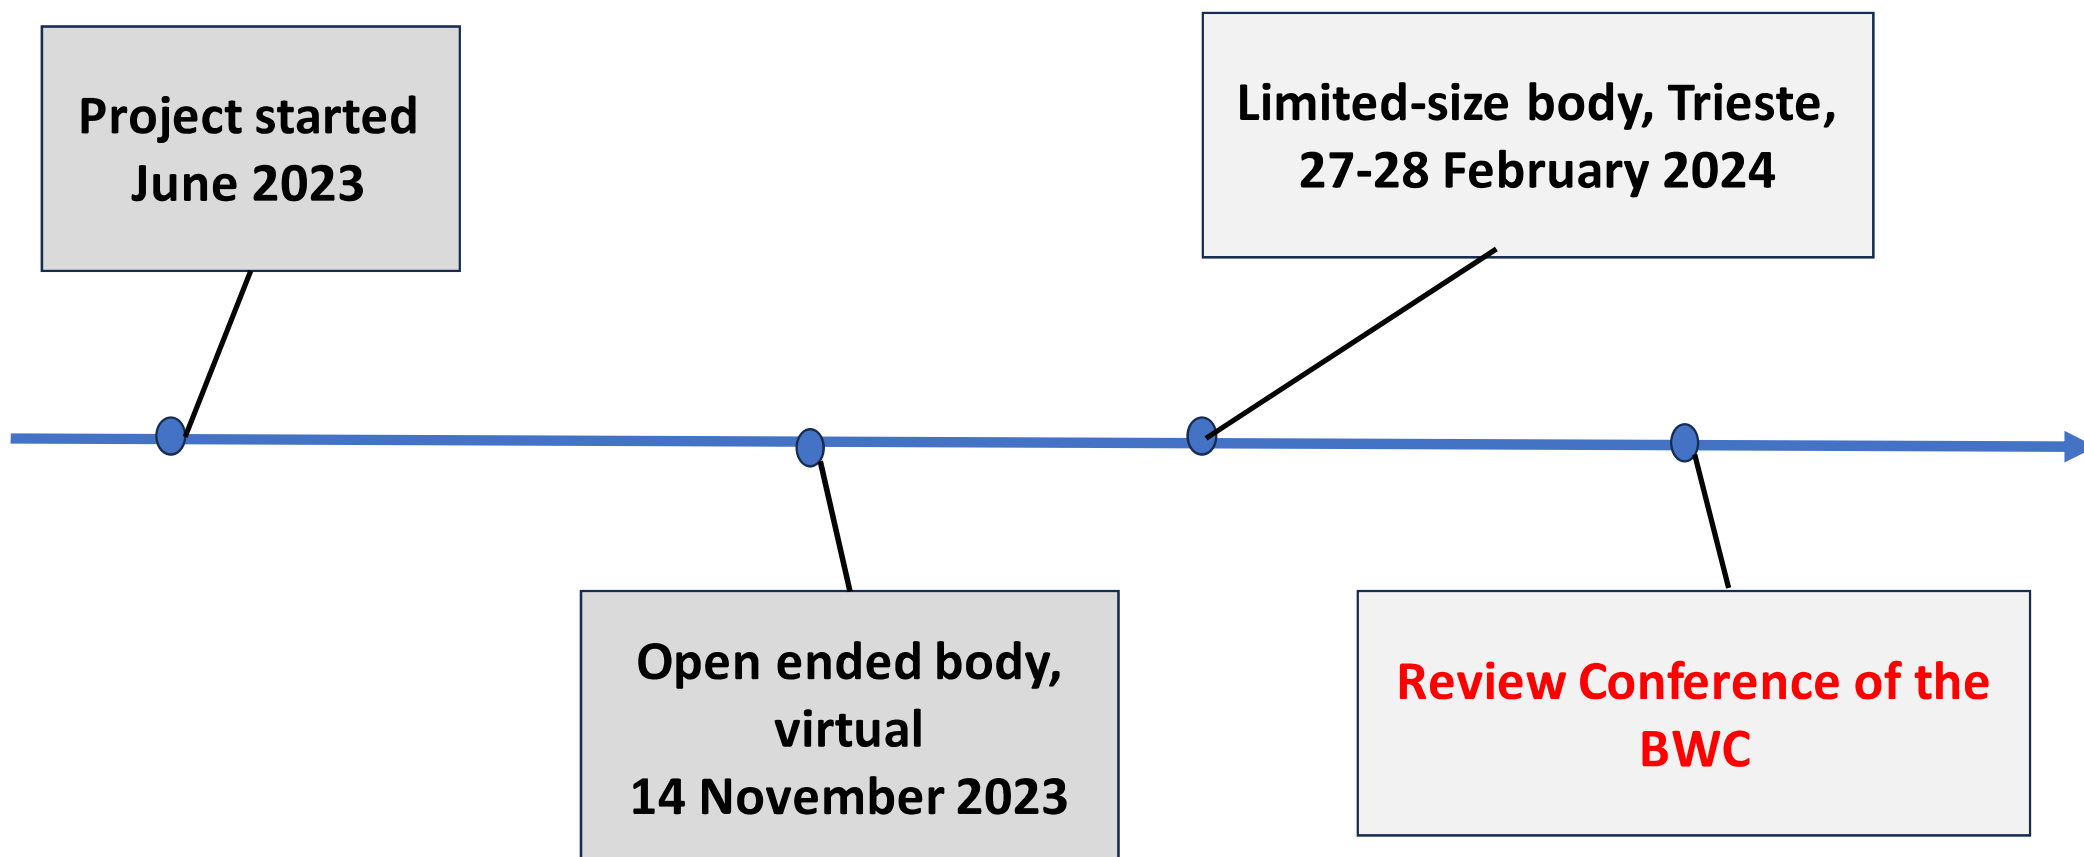 Project started
June 2023
Limited-size body, Trieste,
27-28 February 2024
Open ended body,
virtual
14 November 2023
Review Conference of the
BWC